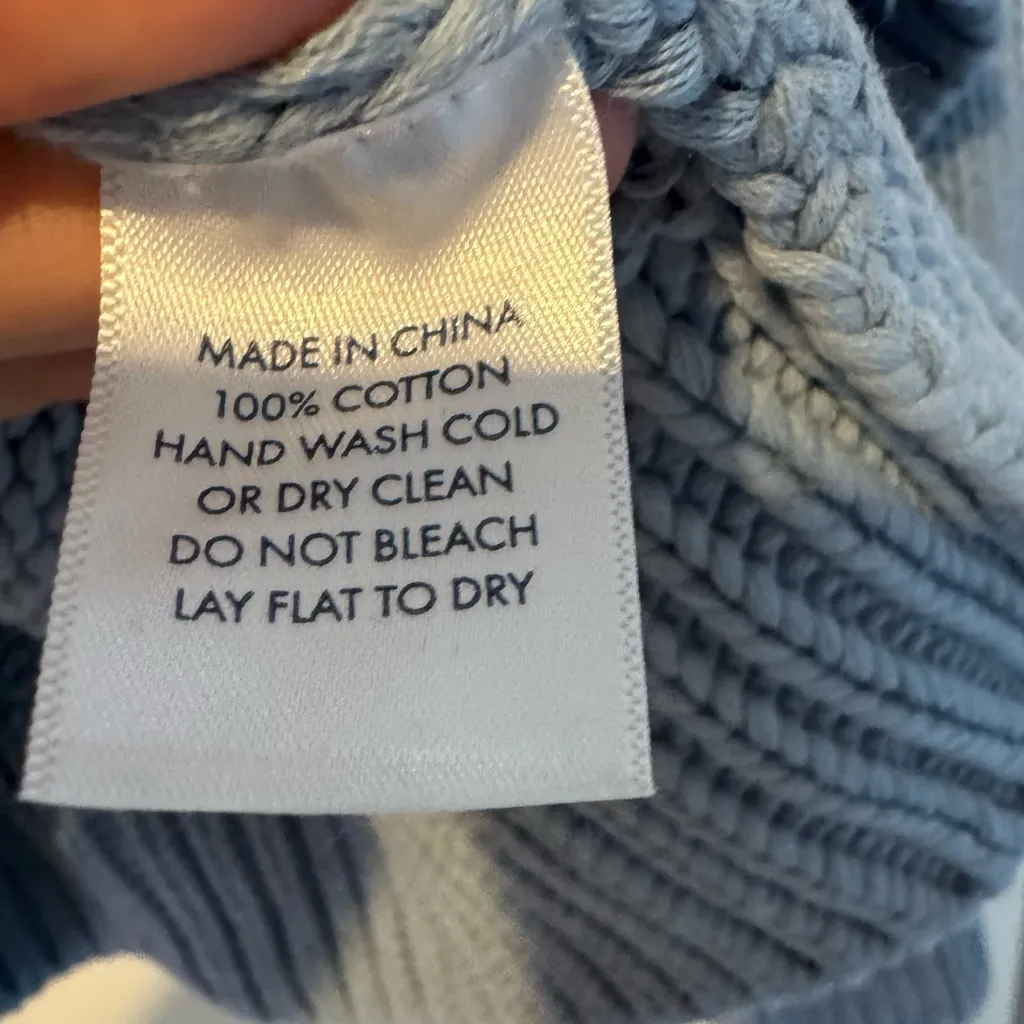 MADE IN CHINA
100% COTTON
HAND WASH COLD
OR DRY CLEAN
DO NOT BLEACH
LAY FLAT TO DRY